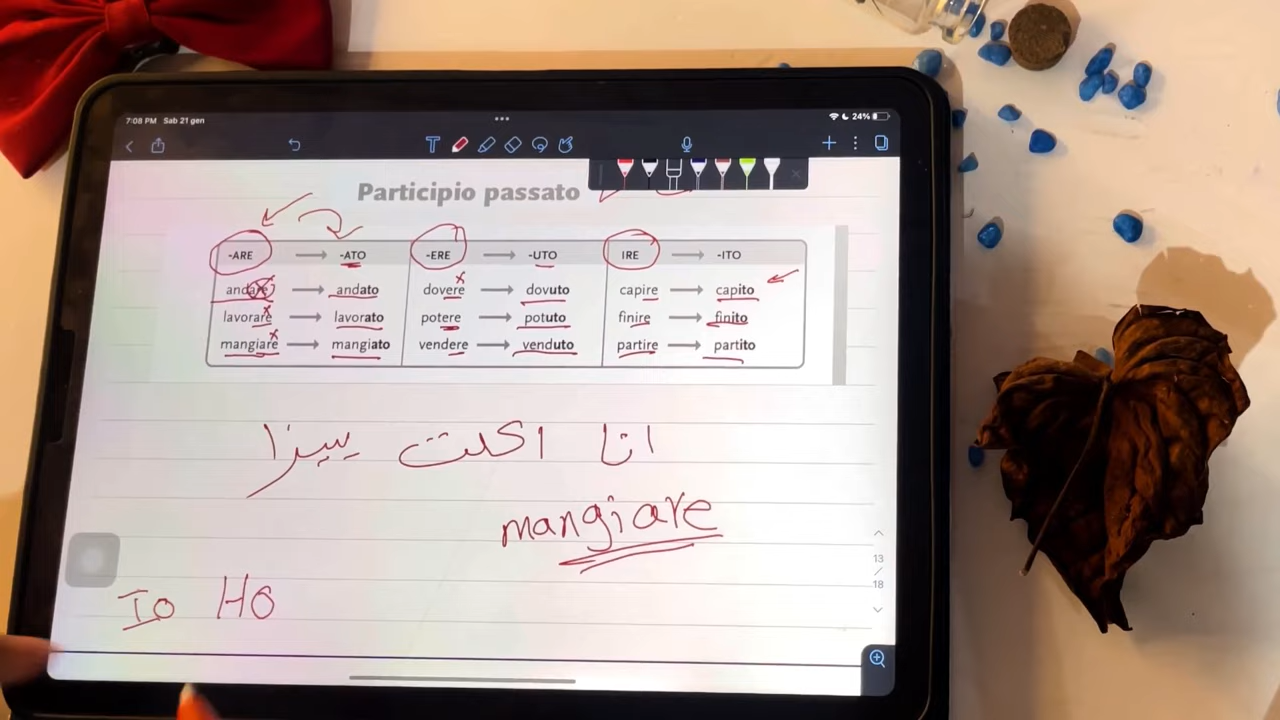 7:08 PM Sab 21 gen
24%
Participio passato
-ARE → -ATO -ERE → -UTO IRE → -ITO
andare → andato dovere → dovuto capire → capito
lavorare → lavorato potere → potuto finire → finito
mangiare → mangiato vendere → venduto partire → partito
انا اكلت بيتزا
mangiare
13
/
18
Io Ho